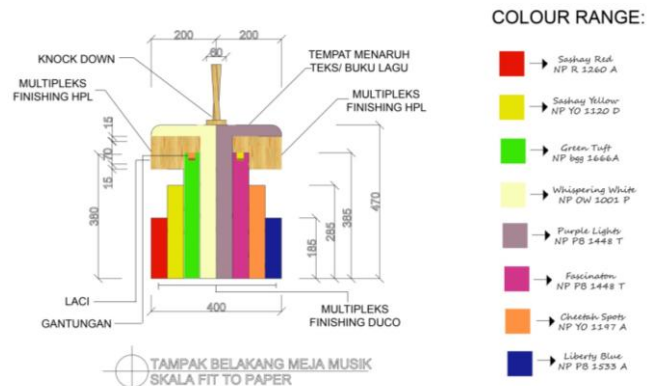 COLOUR RANGE:
200
200
60
KNOCK DOWN
TEMPAT MENARUH
TEKS/ BUKU LAGU
MULTIPLEKS
FINISHING HPL
MULTIPLEKS
FINISHING HPL
15
70
15
380
185
285
385
470
LACI
GANTUNGAN
400
MULTIPLEKS
FINISHING DUCO
TAMPAK BELAKANG MEJA MUSIK
SKALA FIT TO PAPER
Sashay Red
NP R 1260 A
Sashay Yellow
NP YO 1120 D
Green Tuft
NP bgg 1666A
Whispering White
NP OW 1001 P
Purple Lights
NP PB 1448 T
Fascinaton
NP PB 1448 T
Cheetah Spots
NP YO 1197 A
Liberty Blue
NP PB 1533 A